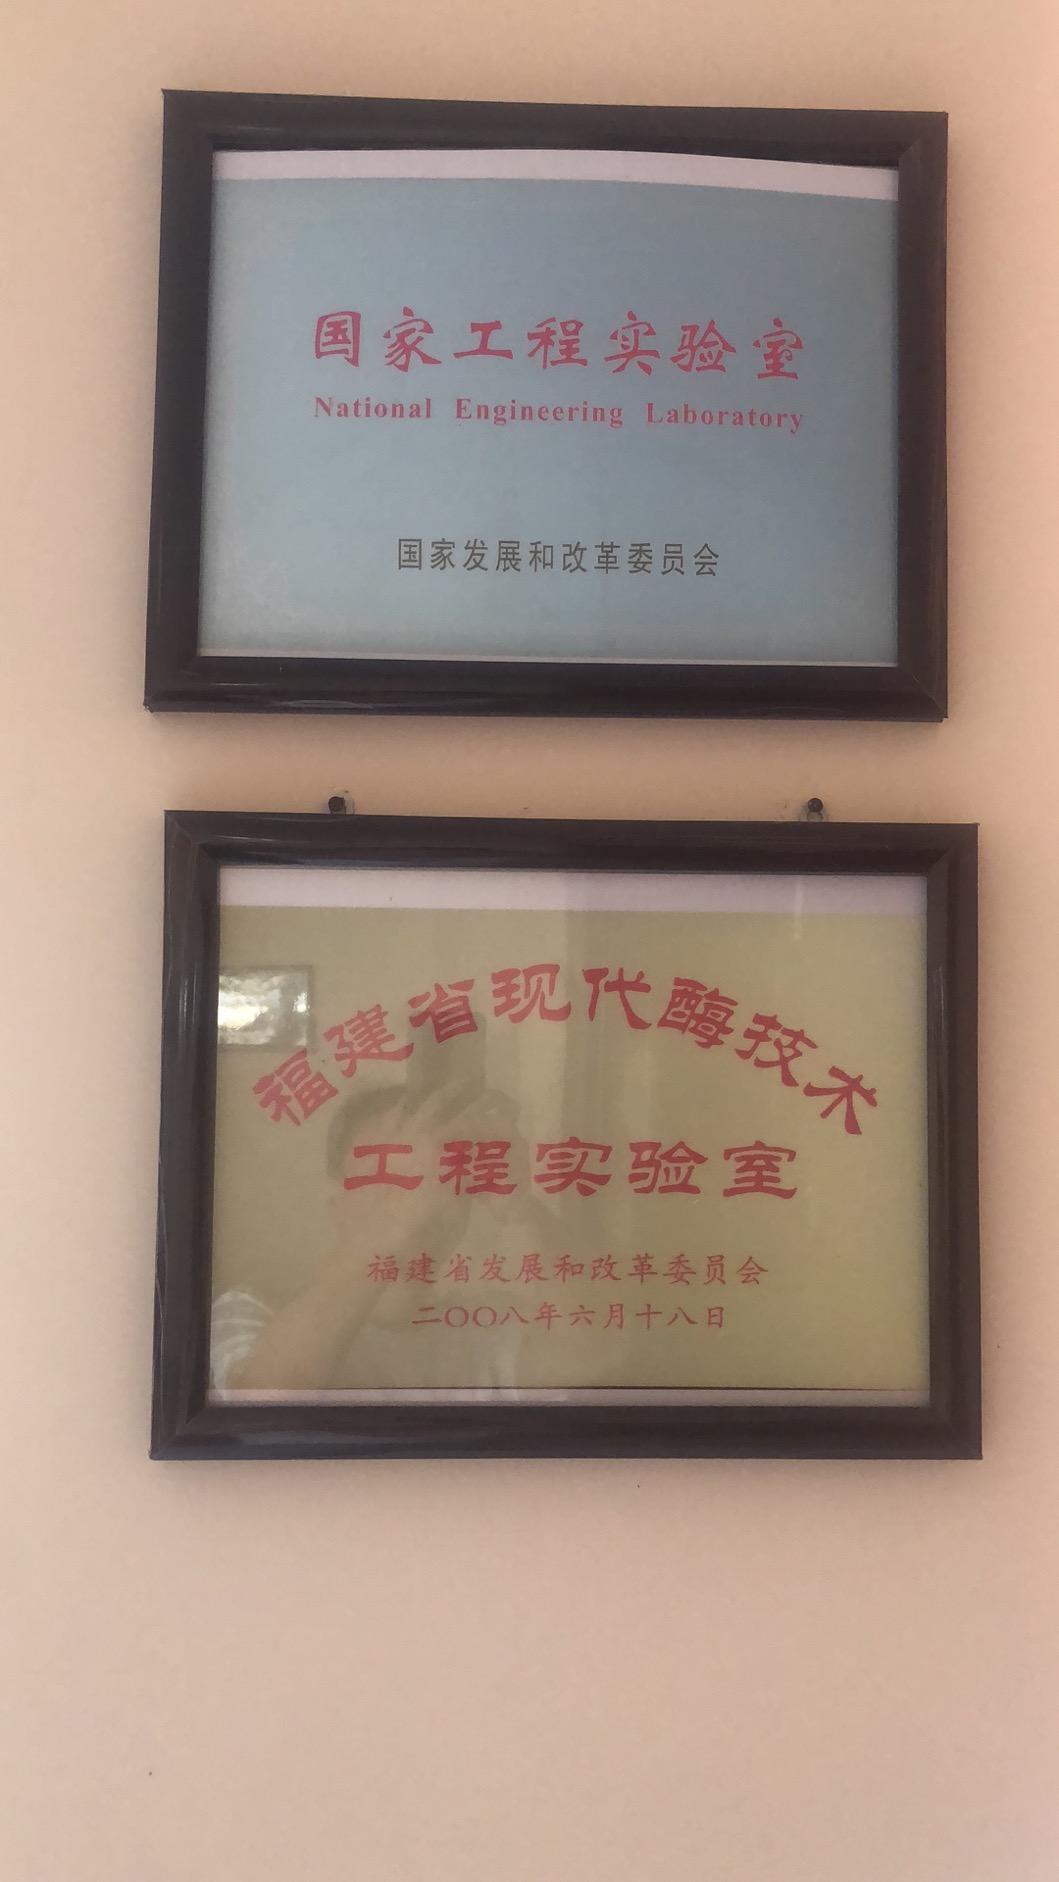 国家工程实验室
National Engineering Laboratory
国家发展和改革委员会
福建省现代酶技术
工程实验室
福建省发展和改革委员会
二〇〇八年六月十八日